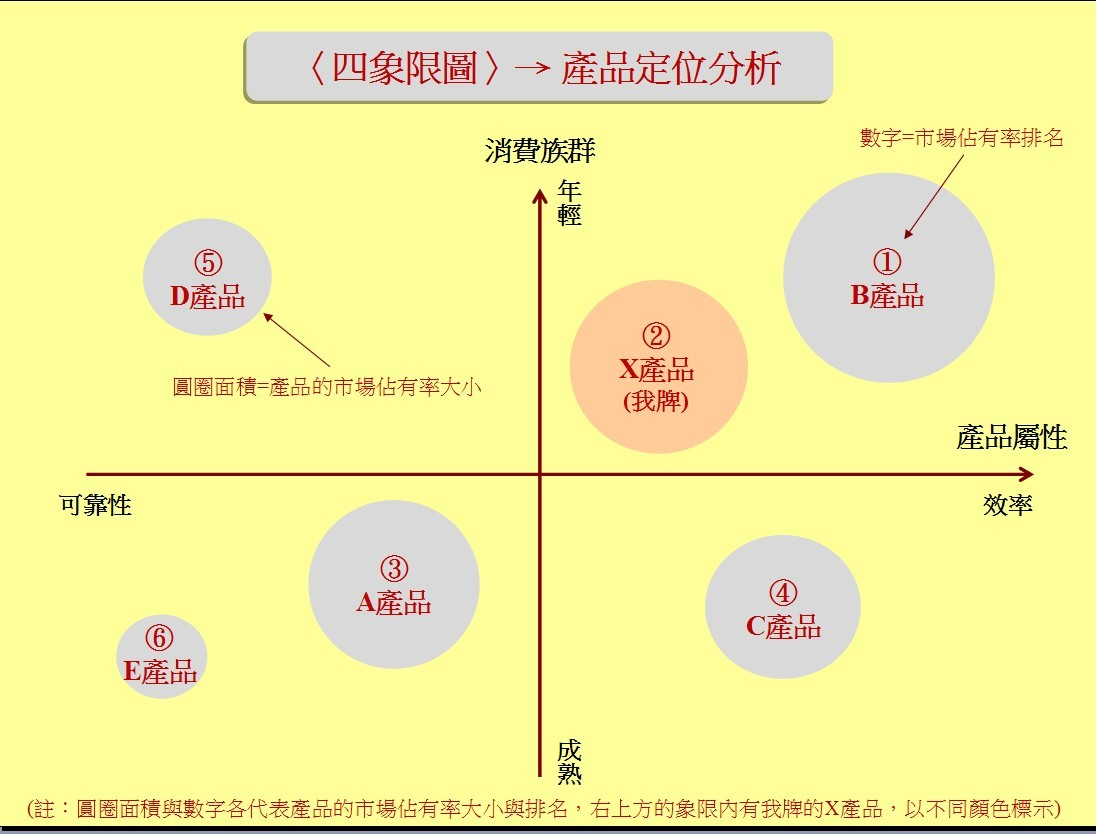 〈四象限圖〉→ 產品定位分析
數字=市場佔有率排名
消費族群
年輕
⑤
D產品
①
B產品
②
X產品
(我牌)
圓圈面積=產品的市場佔有率大小
產品屬性
可靠性
效率
③
A產品
④
C產品
⑥
E產品
成熟
(註：圓圈面積與數字各代表產品的市場佔有率大小與排名，右上方的象限內有我牌的X產品，以不同顏色標示)